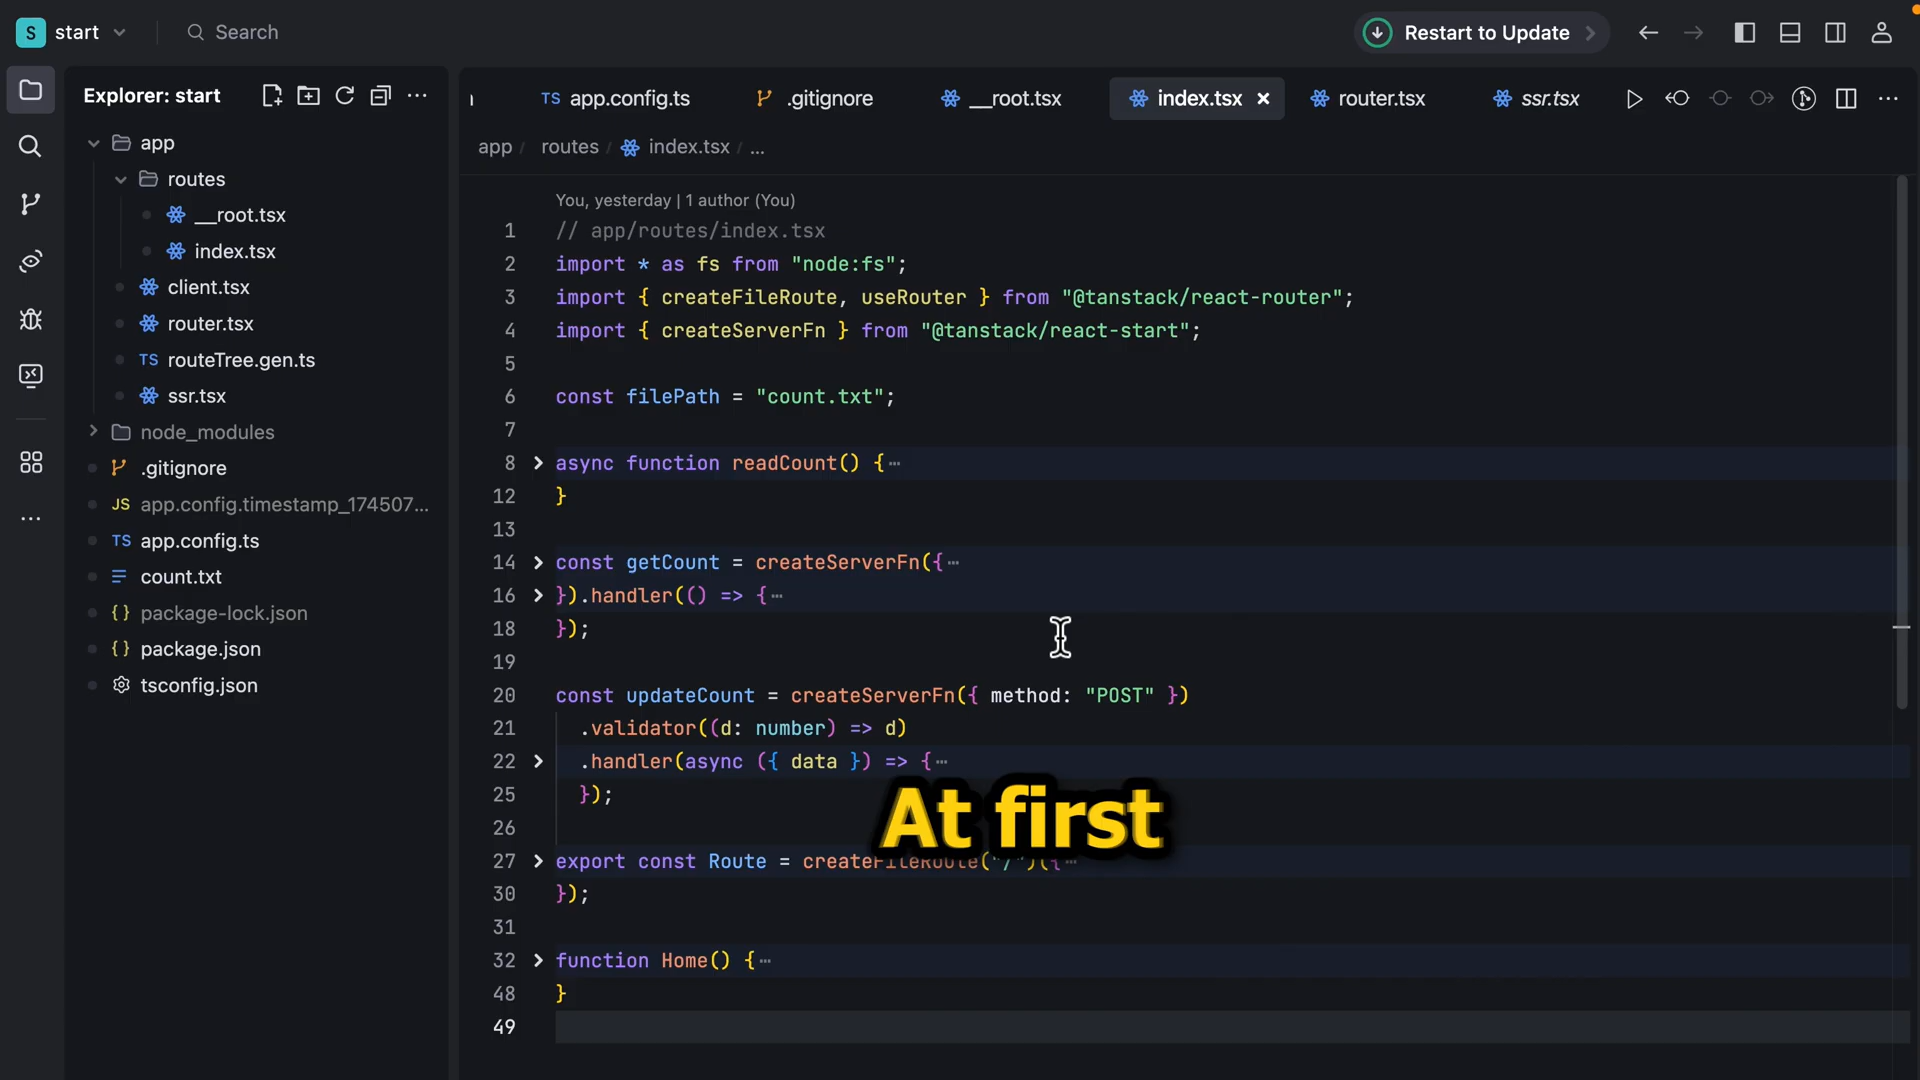 S start
Search
Restart to Update
Explorer: start
app
routes
__root.tsx
index.tsx
client.tsx
router.tsx
TS routeTree.gen.ts
ssr.tsx
node_modules
.gitignore
JS app.config.timestamp_174507...
TS app.config.ts
count.txt
{} package-lock.json
{} package.json
tsconfig.json
TS app.config.ts
.gitignore
__root.tsx
index.tsx
router.tsx
ssr.tsx
app / routes / index.tsx / ...
You, yesterday | 1 author (You)
1 // app/routes/index.tsx
2 import * as fs from "node:fs";
3 import { createFileRoute, useRouter } from "@tanstack/react-router";
4 import { createServerFn } from "@tanstack/react-start";
5
6 const filePath = "count.txt";
7
8 async function readCount() {…
12 }
13
14 const getCount = createServerFn({…
16 }).handler(() => {…
18 });
19
20 const updateCount = createServerFn({ method: "POST" })
21 .validator((d: number) => d)
22 .handler(async ({ data }) => {…
25 });
26
At first
27 export const Route = createFileRoute("/")({…
30 });
31
32 function Home() {…
48 }
49